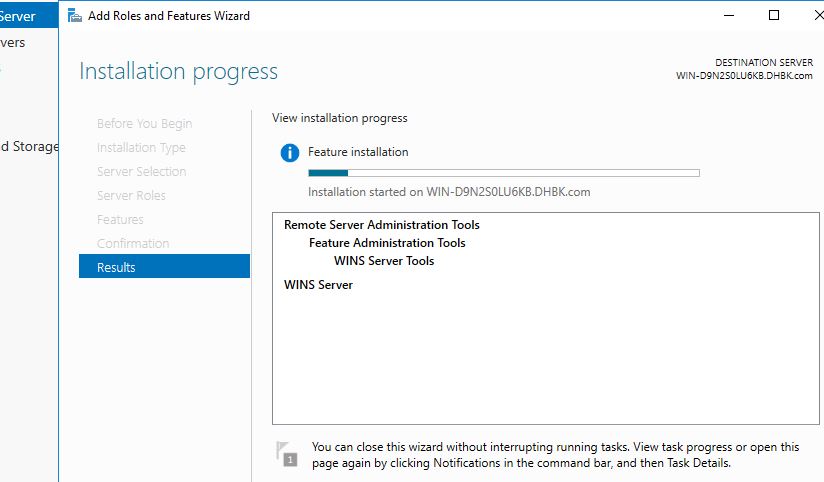 Server
Add Roles and Features Wizard
vers
Installation progress
DESTINATION SERVER
WIN-D9N2S0LU6KB.DHBK.com
d Storage
Before You Begin
Installation Type
Server Selection
Server Roles
Features
Confirmation
Results
View installation progress
Feature installation
Installation started on WIN-D9N2S0LU6KB.DHBK.com
Remote Server Administration Tools
Feature Administration Tools
WINS Server Tools
WINS Server
1
You can close this wizard without interrupting running tasks. View task progress or open this
page again by clicking Notifications in the command bar, and then Task Details.